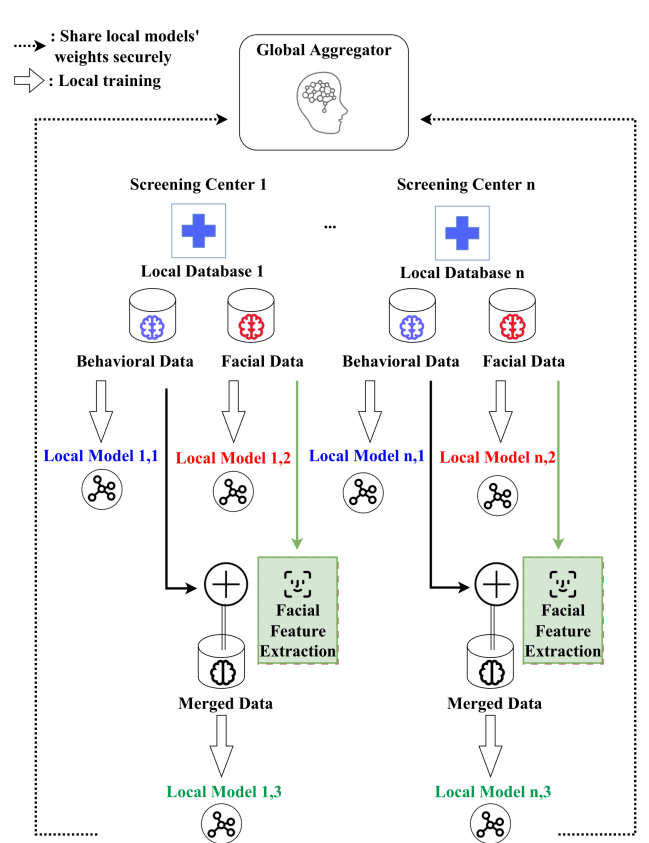 : Share local models'
weights securely
: Local training
Global Aggregator
Screening Center 1
Screening Center n
...
Local Database 1
Local Database n
Behavioral Data
Facial Data
Behavioral Data
Facial Data
Local Model 1,1
Local Model 1,2
Local Model n,1
Local Model n,2
Facial
Feature
Extraction
Facial
Feature
Extraction
Merged Data
Merged Data
Local Model 1,3
Local Model n,3